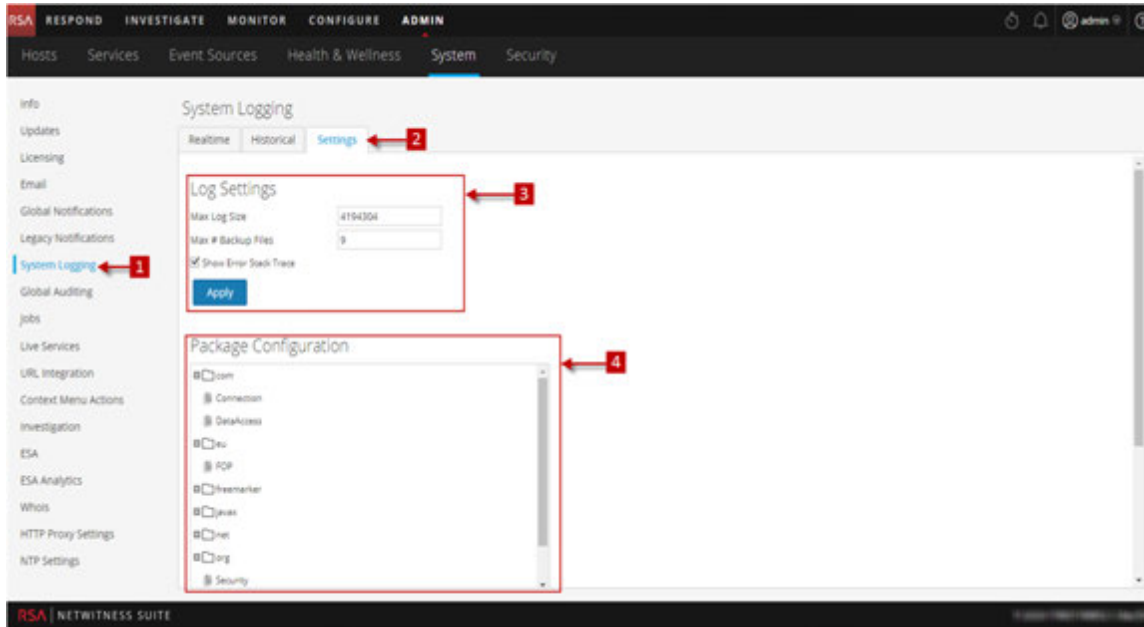 RSA RESPOND INVESTIGATE MONITOR CONFIGURE ADMIN admin
Hosts Services Event Sources Health & Wellness System Security
Info
Updates
Licensing
Email
Global Notifications
Legacy Notifications
System Logging 1
Global Auditing
Jobs
Live Services
URL Integration
Context Menu Actions
Investigation
ESA
ESA Analytics
Whois
HTTP Proxy Settings
NTP Settings
System Logging
Realtime Historical Settings 2
Log Settings 3
Max Log Size 4194304
Max # Backup Files 9
Show Error Stack Trace
Apply
Package Configuration 4
com
Connection
DataAccess
eu
FOP
freemarker
javax
net
org
Security
RSA | NETWITNESS SUITE